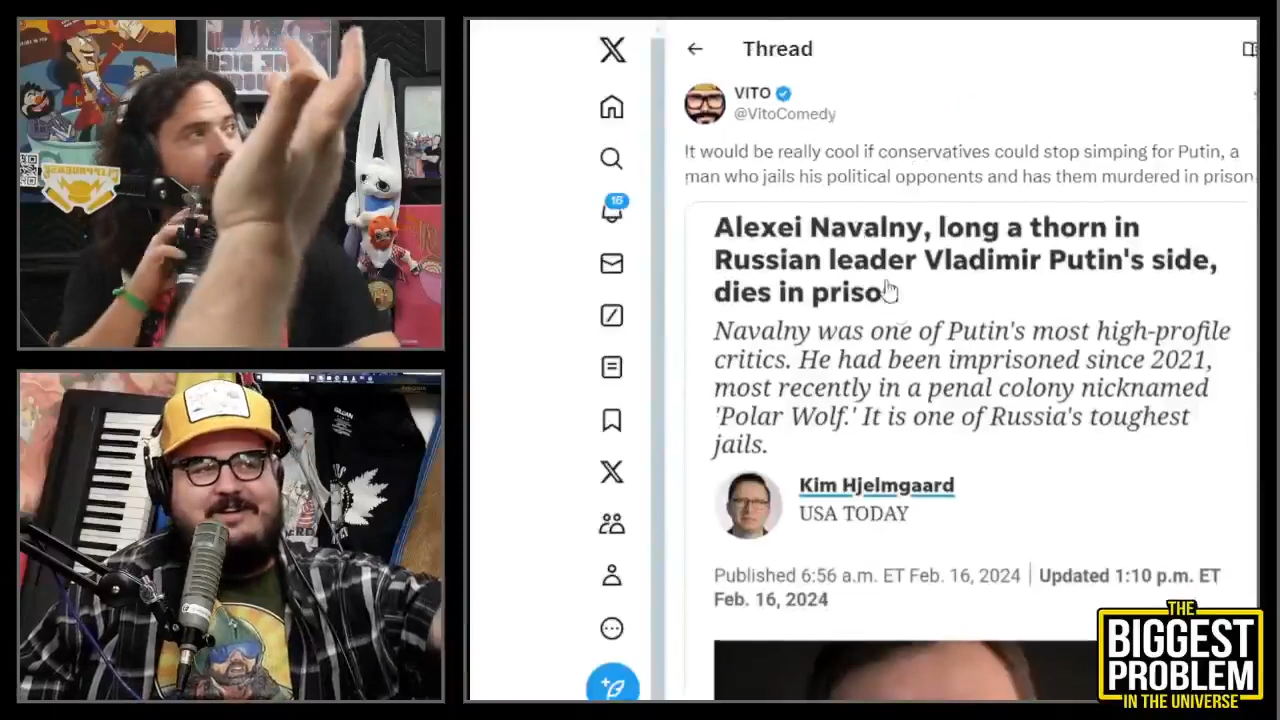 Thread
VITO
@VitoComedy
It would be really cool if conservatives could stop simping for Putin, a
man who jails his political opponents and has them murdered in prison
Alexei Navalny, long a thorn in
Russian leader Vladimir Putin's side,
dies in priso
Navalny was one of Putin's most high-profile
critics. He had been imprisoned since 2021,
most recently in a penal colony nicknamed
'Polar Wolf.' It is one of Russia's toughest
jails.
Kim Hjelmgaard
USA TODAY
Published 6:56 a.m. ET Feb. 16, 2024 | Updated 1:10 p.m. ET
Feb. 16, 2024
16
THE
BIGGEST
PROBLEM
IN THE UNIVERSE